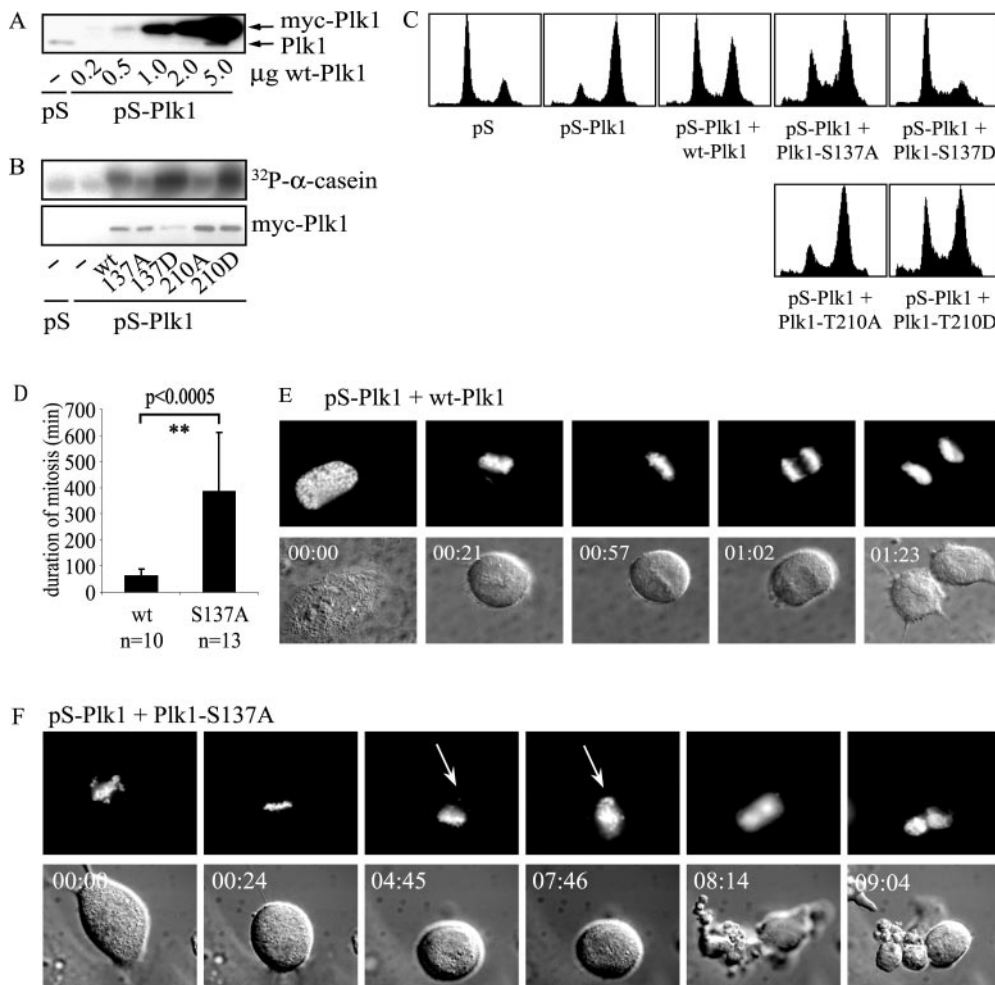 A
myc-Plk1
Plk1
– 0.2 0.5 1.0 2.0 5.0 μg wt-Plk1
pS pS-Plk1
B
³²P-α-casein
myc-Plk1
– – wt 137A 137D 210A 210D
pS pS-Plk1
C
pS
pS-Plk1
pS-Plk1 +
wt-Plk1
pS-Plk1 +
Plk1-S137A
pS-Plk1 +
Plk1-S137D
pS-Plk1 +
Plk1-T210A
pS-Plk1 +
Plk1-T210D
D
p<0.0005
**
duration of mitosis (min)
700
600
500
400
300
200
100
0
wt
n=10
S137A
n=13
E pS-Plk1 + wt-Plk1
00:00 00:21 00:57 01:02 01:23
F pS-Plk1 + Plk1-S137A
00:00 00:24 04:45 07:46 08:14 09:04